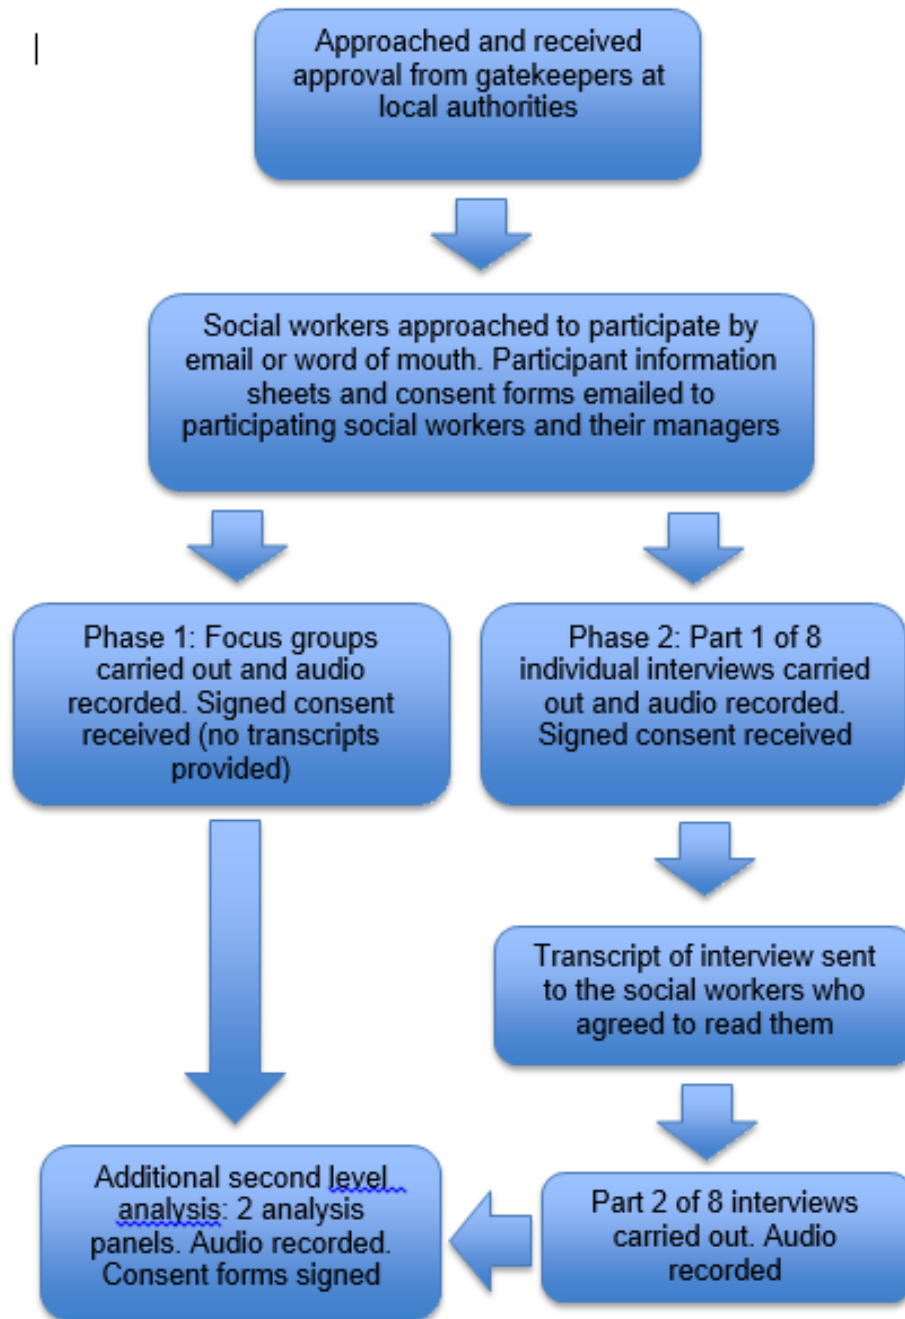 Approached and received
approval from gatekeepers at
local authorities
Social workers approached to participate by
email or word of mouth. Participant information
sheets and consent forms emailed to
participating social workers and their managers
Phase 1: Focus groups
carried out and audio
recorded. Signed consent
received (no transcripts
provided)
Phase 2: Part 1 of 8
individual interviews carried
out and audio recorded.
Signed consent received
Transcript of interview sent
to the social workers who
agreed to read them
Additional second level
analysis: 2 analysis
panels. Audio recorded.
Consent forms signed
Part 2 of 8 interviews
carried out. Audio
recorded